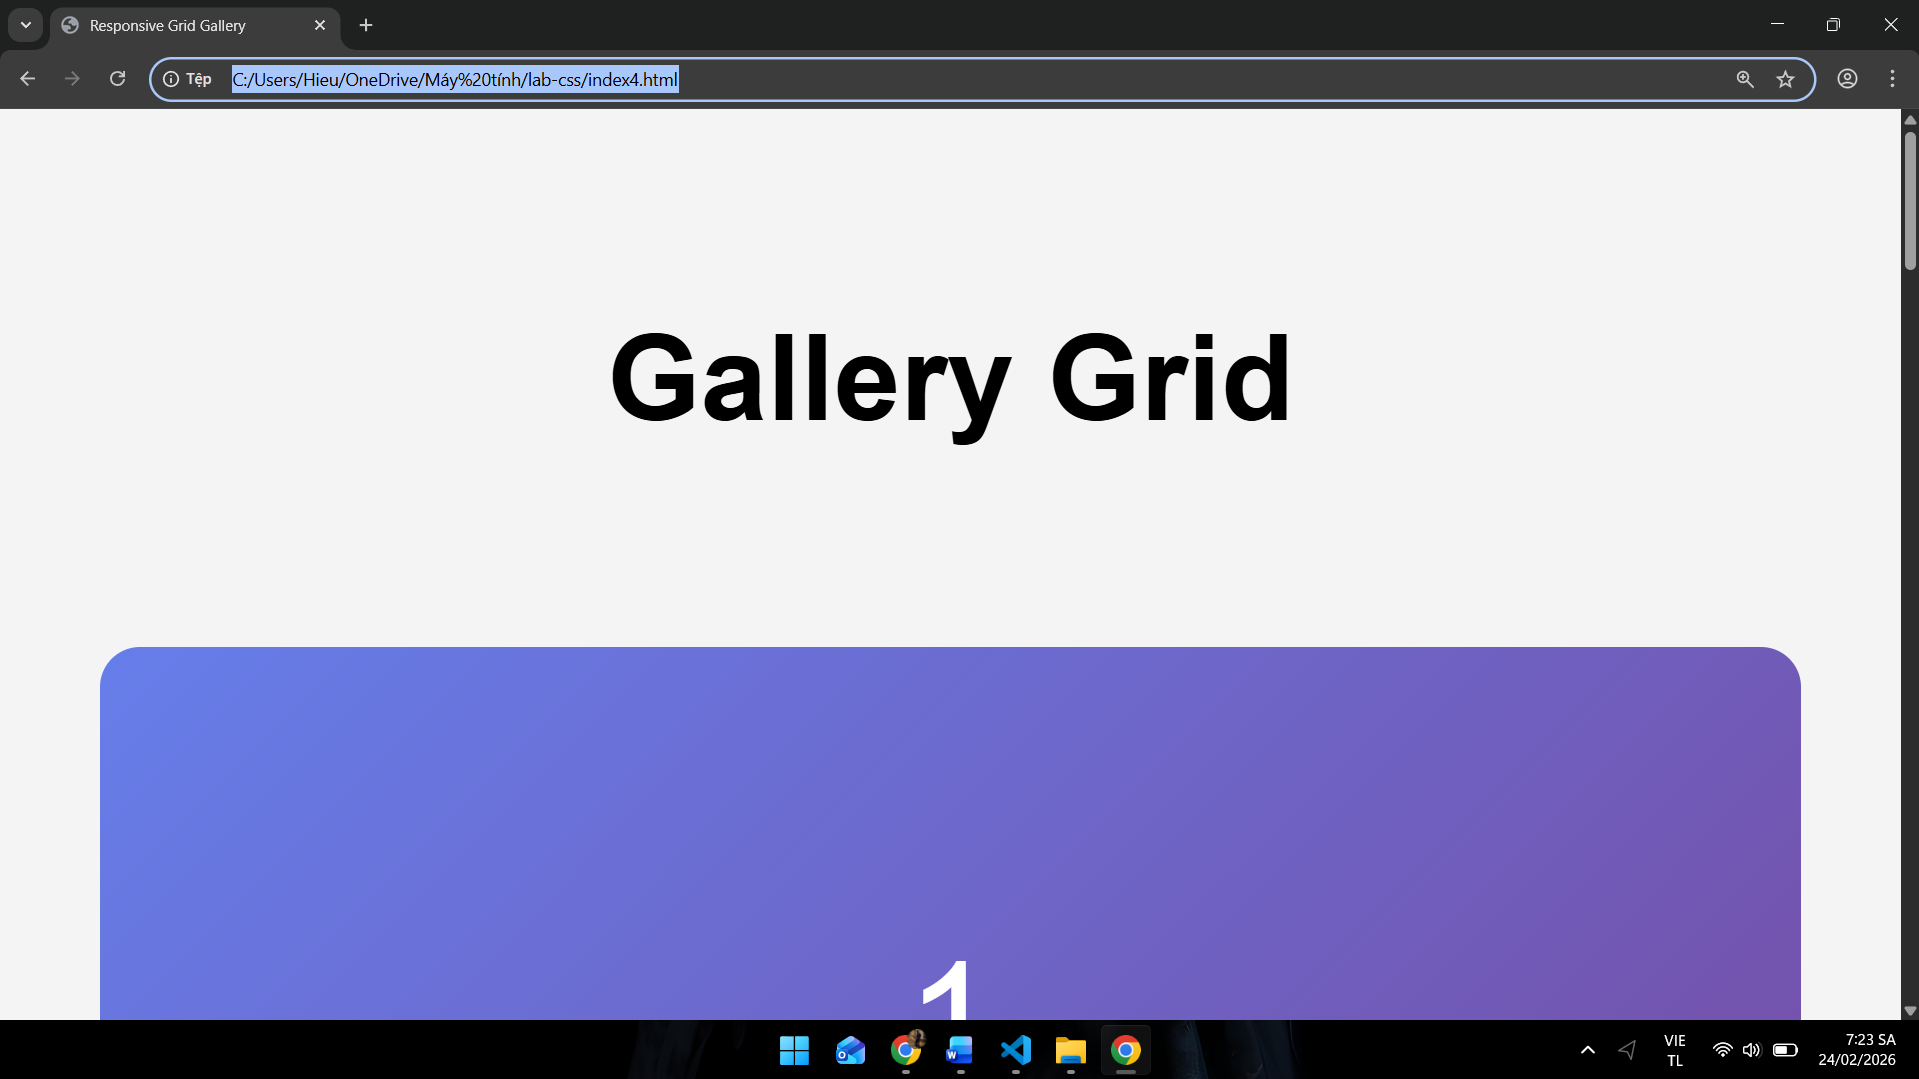 Responsive Grid Gallery
Tệp C:/Users/Hieu/OneDrive/Máy%20tính/lab-css/index4.html
Gallery Grid
1
VIE
TL
7:23 SA
24/02/2026